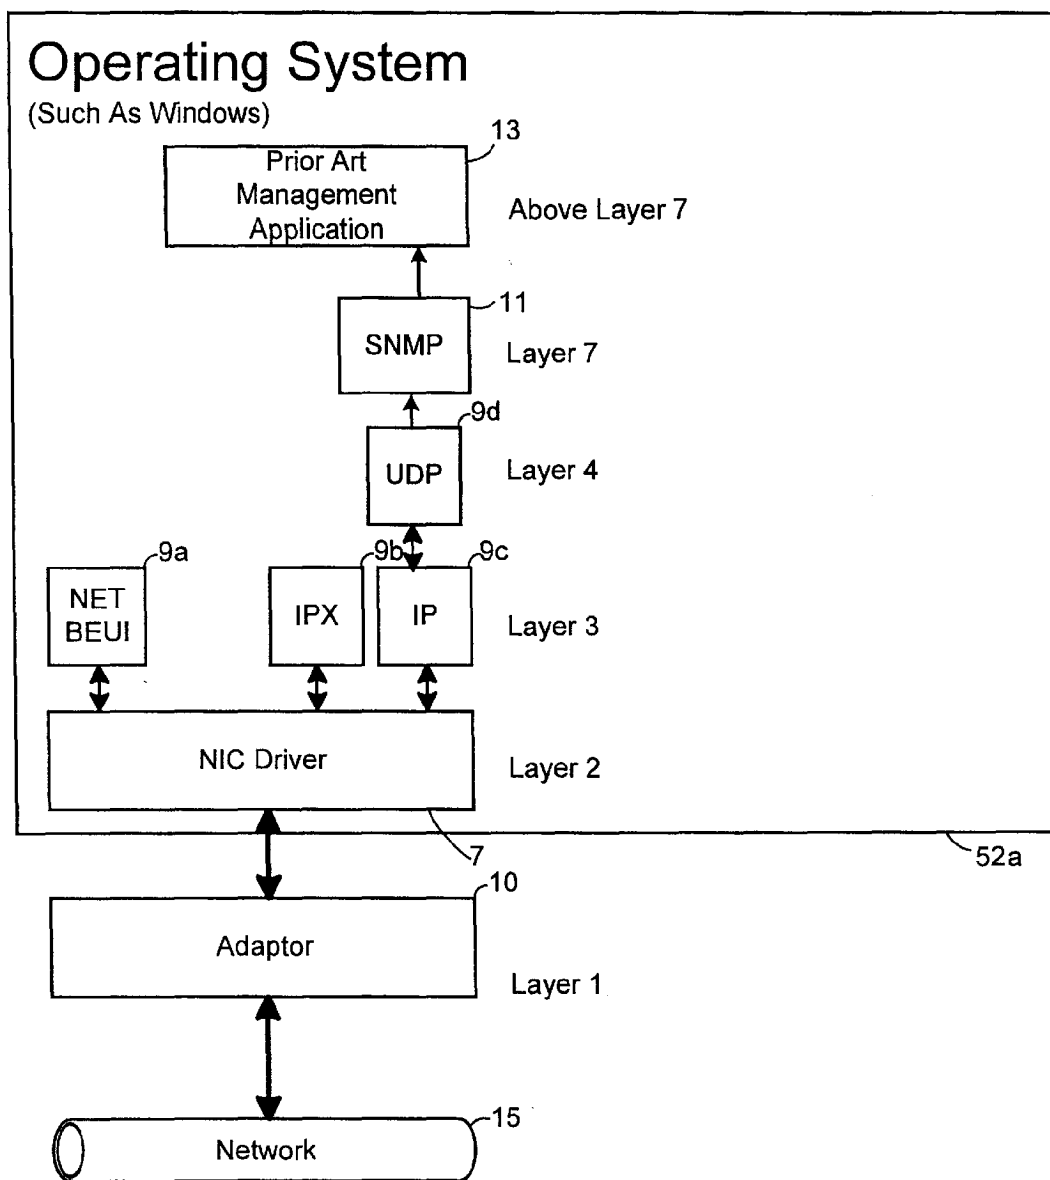 Operating System
(Such As Windows)
13
Prior Art
Management
Application
Above Layer 7
11
SNMP
Layer 7
9d
UDP
Layer 4
9a
9b
9c
NET
BEUI
IPX
IP
Layer 3
NIC Driver
Layer 2
7
52a
10
Adaptor
Layer 1
15
Network